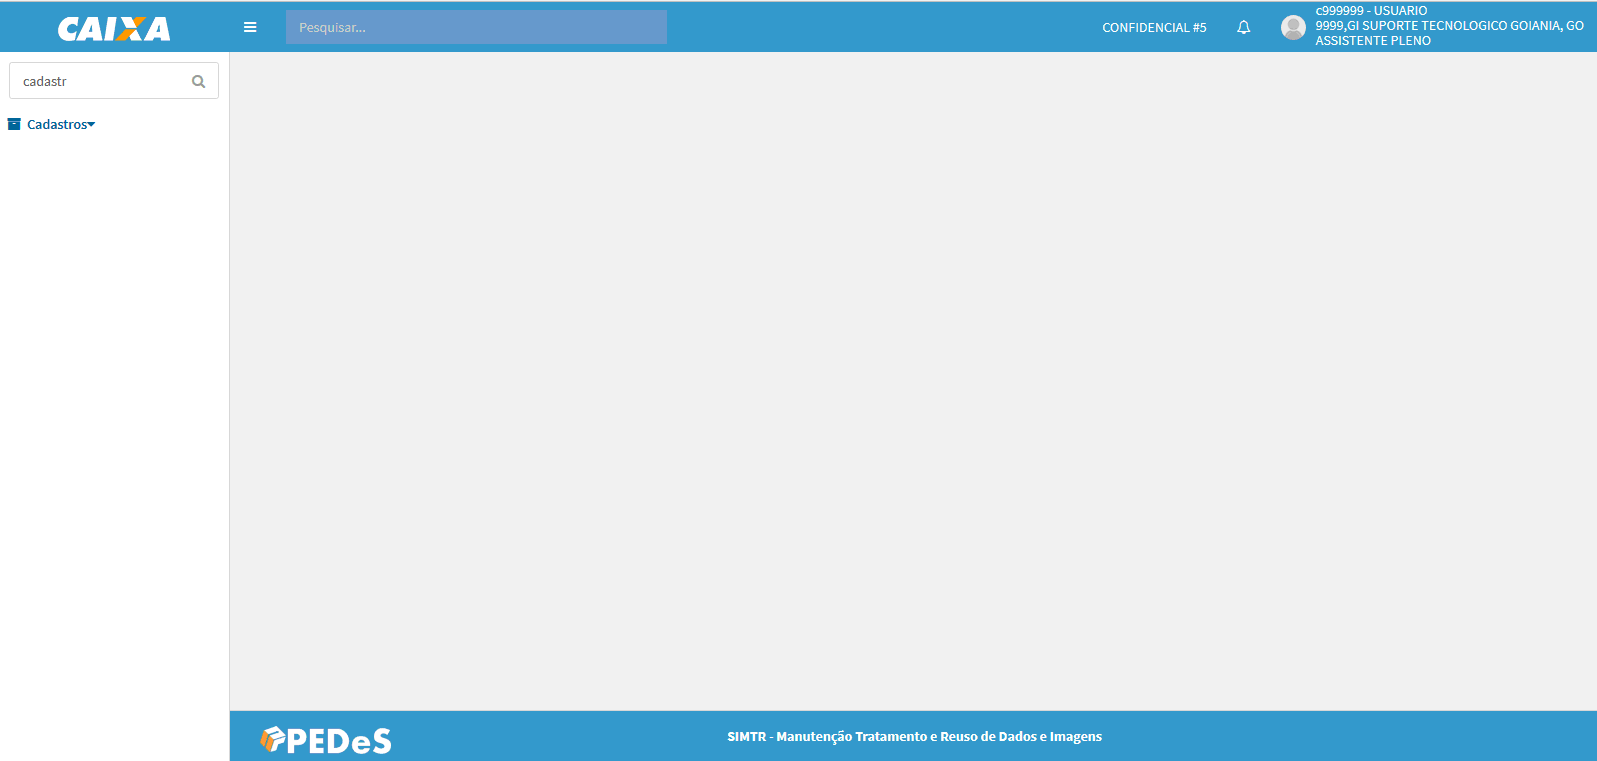 CAIXA
Pesquisar...
CONFIDENCIAL #5
c999999 - USUARIO
9999,GI SUPORTE TECNOLOGICO GOIANIA, GO
ASSISTENTE PLENO
cadastr
Cadastros
PEDeS
SIMTR - Manutenção Tratamento e Reuso de Dados e Imagens